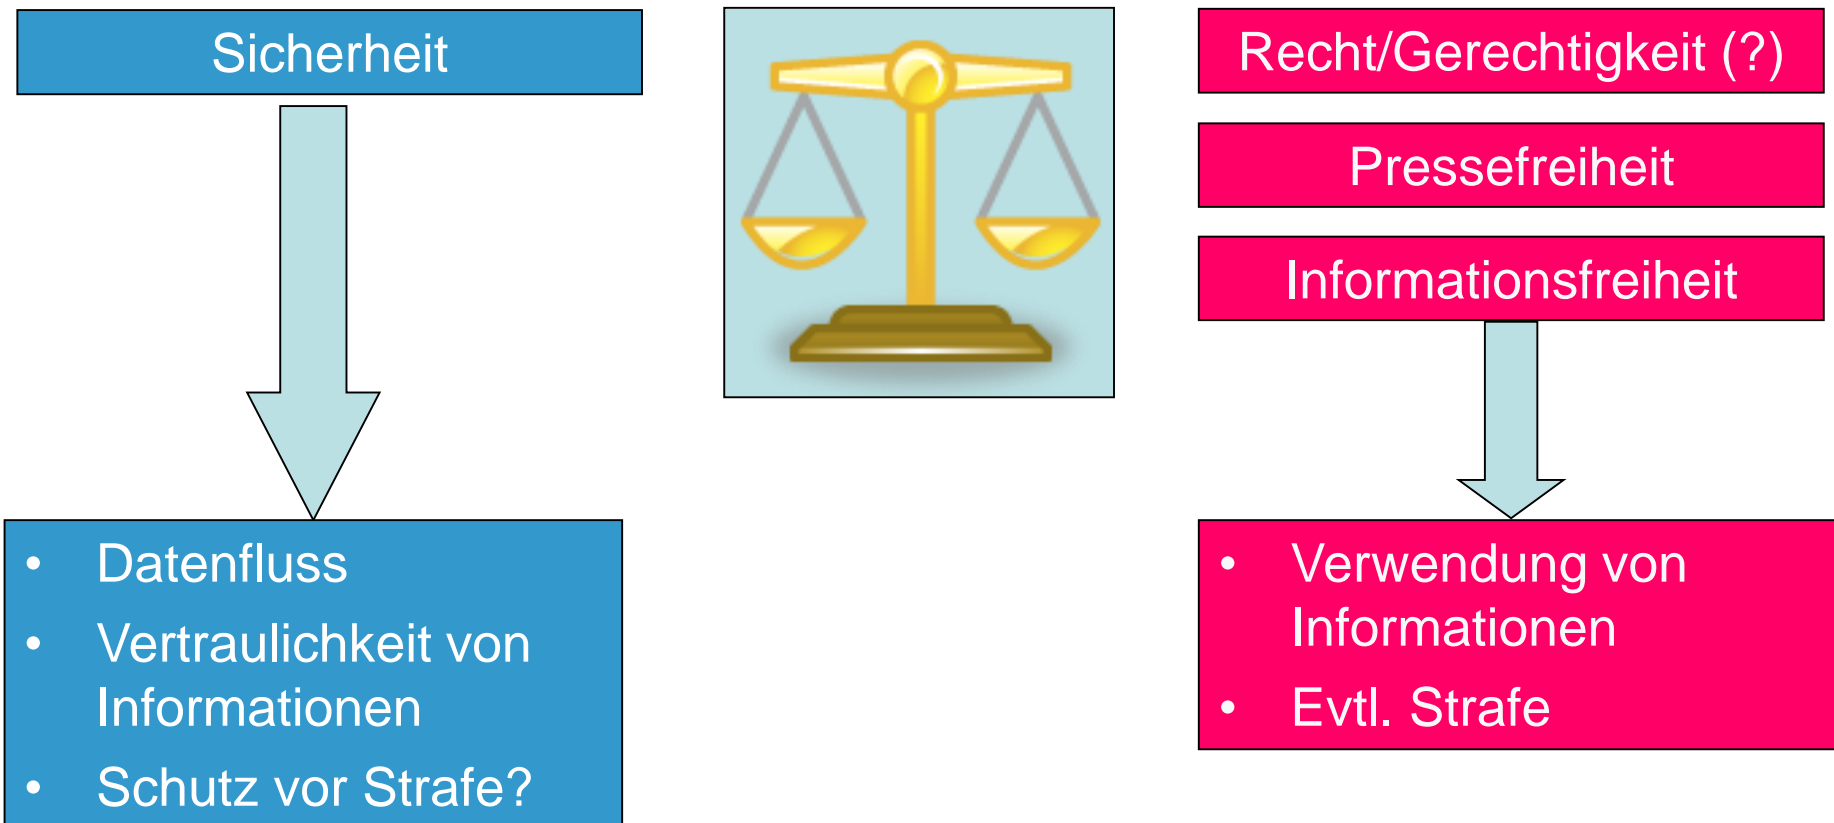 Sicherheit
Recht/Gerechtigkeit (?)
Pressefreiheit
Informationsfreiheit
• Datenfluss
• Vertraulichkeit von
Informationen
• Schutz vor Strafe?
• Verwendung von
Informationen
• Evtl. Strafe